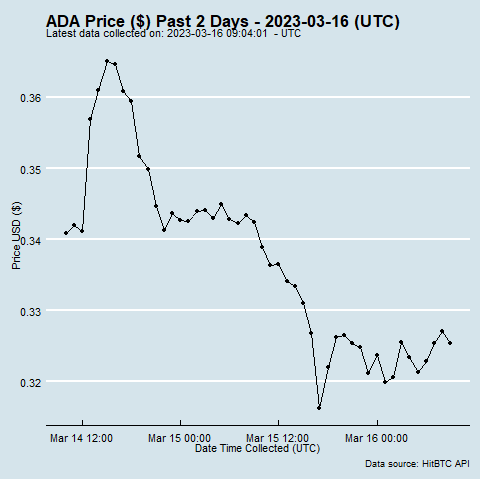 ADA Price ($) Past 2 Days - 2023-03-16 (UTC)
Latest data collected on: 2023-03-16 09:04:01 - UTC
0.36
0.35
0.34
0.33
0.32
Price USD ($)
Mar 14 12:00 Mar 15 00:00 Mar 15 12:00 Mar 16 00:00
Date Time Collected (UTC)
Data source: HitBTC API